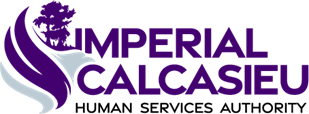 IMPERIAL
CALCASIEU
HUMAN SERVICES AUTHORITY